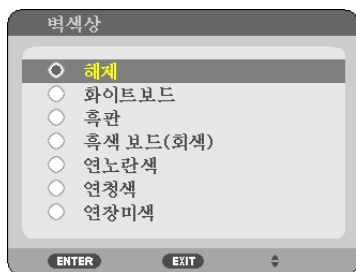 벽색상
해제
화이트보드
흑판
흑색 보드(회색)
연노란색
연청색
연장미색
ENTER EXIT